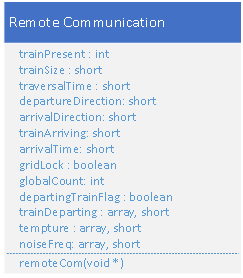 Remote Communication
trainPresent : int
trainSize : short
traversalTime : short
departureDirection: short
arrivalDirection: short
trainArriving: short
arrivalTime: short
gridLock : boolean
globalCount: int
departingTrainFlag : boolean
trainDeparting : array, short
tempture : array, short
noiseFreq: array, short
remoteCom(void *)